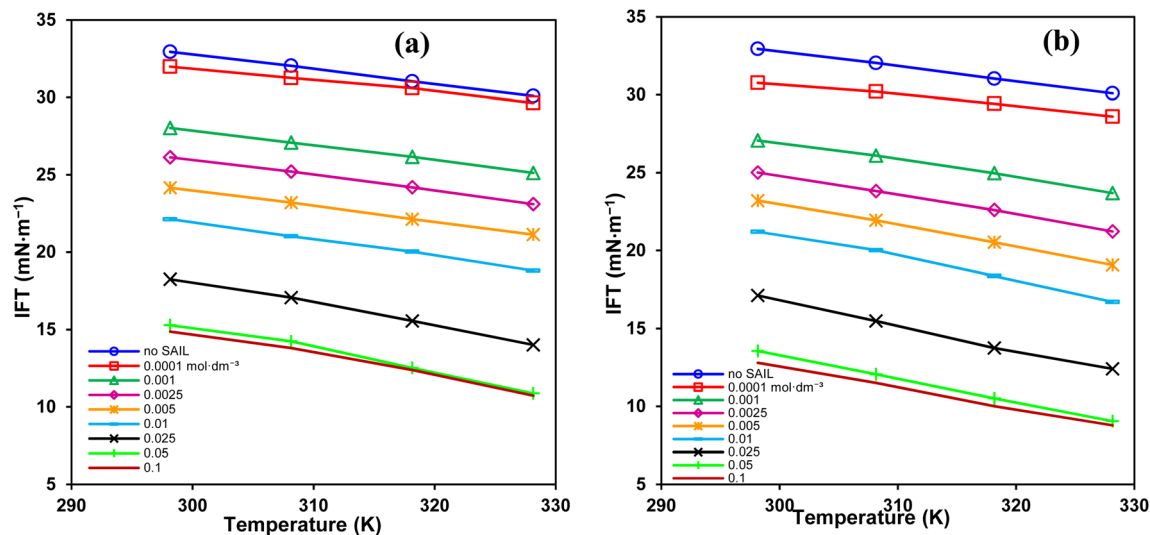 (a)
35
30
25
20
15
10
5
IFT (mN·m⁻¹)
no SAIL
0.0001 mol·dm⁻³
0.001
0.0025
0.005
0.01
0.025
0.05
0.1
290 300 310 320 330
Temperature (K)
(b)
35
30
25
20
15
10
5
IFT (mN·m⁻¹)
no SAIL
0.0001 mol·dm⁻³
0.001
0.0025
0.005
0.01
0.025
0.05
0.1
290 300 310 320 330
Temperature (K)